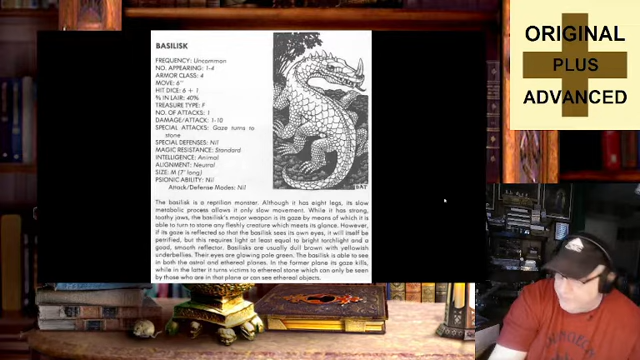 BASILISK
FREQUENCY: Uncommon
NO. APPEARING: 1-4
ARMOR CLASS: 4
MOVE: 6"
HIT DICE: 6 + 1
% IN LAIR: 40%
TREASURE TYPE: F
NO. OF ATTACKS: 1
DAMAGE/ATTACK: 1-10
SPECIAL ATTACKS: Gaze turns to
stone
SPECIAL DEFENSES: Nil
MAGIC RESISTANCE: Standard
INTELLIGENCE: Animal
ALIGNMENT: Neutral
SIZE: M (7' long)
PSIONIC ABILITY: Nil
Attack/Defense Modes: Nil
DAT
The basilisk is a reptilian monster. Although it has eight legs, its slow
metabolic process allows it only slow movement. While it has strong,
toothy jaws, the basilisk's major weapon is its gaze by means of which it is
able to turn to stone any fleshly creature which meets its glance. However,
if its gaze is reflected so that the basilisk sees its own eyes, it will itself be
petrified, but this requires light at least equal to bright torchlight and a
good, smooth reflector. Basilisks are usually dull brown with yellowish
underbellies. Their eyes are glowing pale green. The basilisk is able to see
in both the astral and ethereal planes. In the former plane its gaze kills,
while in the latter it turns victims to ethereal stone which can only be seen
by those who are in that plane or can see ethereal objects.
ORIGINAL
PLUS
ADVANCED